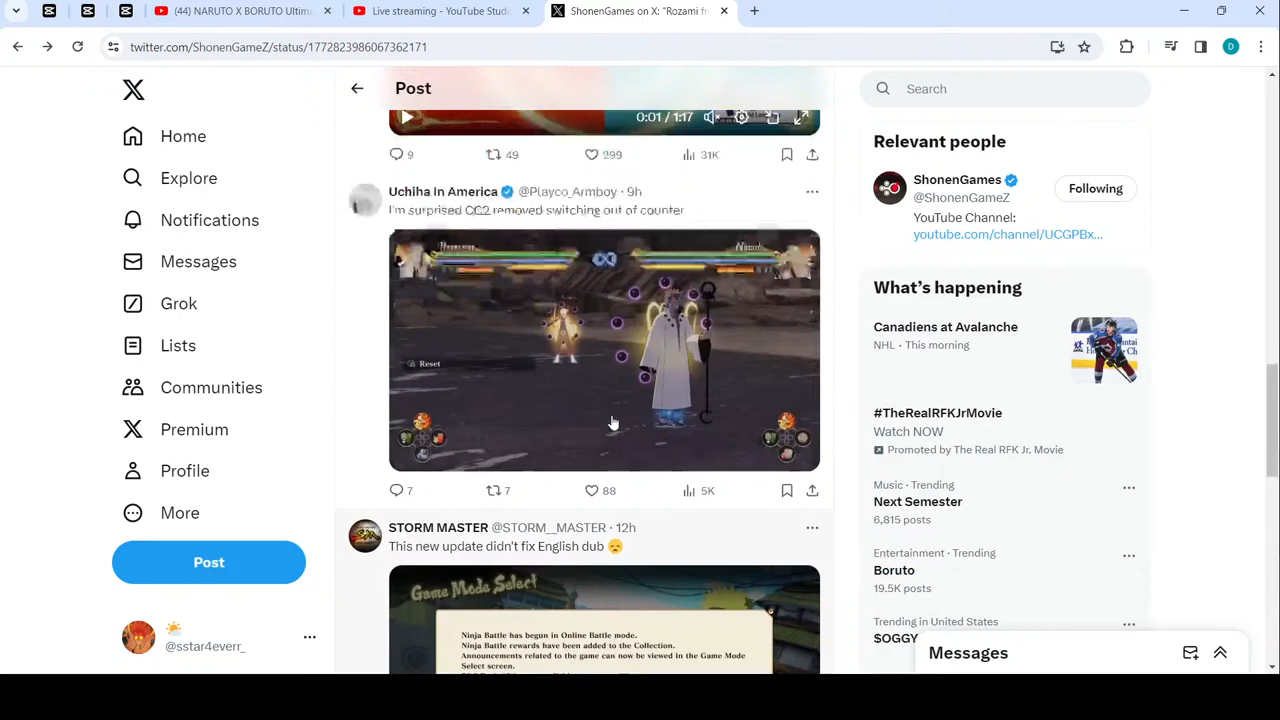 (44) NARUTO X BORUTO Ultim
Live streaming - YouTube Stud
ShonenGames on X: "Rozami fr
twitter.com/ShonenGameZ/status/1772823986067362171
D
Home
Explore
Notifications
Messages
Grok
Lists
Communities
Premium
Profile
More
Post
@sstar4everr_
Post
0:01 / 1:17
9
49
299
31K
Uchiha In America @Playco_Armboy · 9h
I'm surprised CC2 removed switching out of counter
Reset
7
7
88
5K
STORM MASTER @STORM__MASTER · 12h
This new update didn't fix English dub 😞
Game Mode Select
Ninja Battle has begun in Online Battle mode.
Ninja Battle rewards have been added to the Collection.
Announcements related to the game can now be viewed in the Game Mode
Select screen.
Search
Relevant people
ShonenGames
@ShonenGameZ
Following
YouTube Channel:
youtube.com/channel/UCGPBx...
What's happening
Canadiens at Avalanche
NHL · This morning
#TheRealRFKJrMovie
Watch NOW
Promoted by The Real RFK Jr. Movie
Music · Trending
Next Semester
6,815 posts
Entertainment · Trending
Boruto
19.5K posts
Trending in United States
$OGGY
Messages